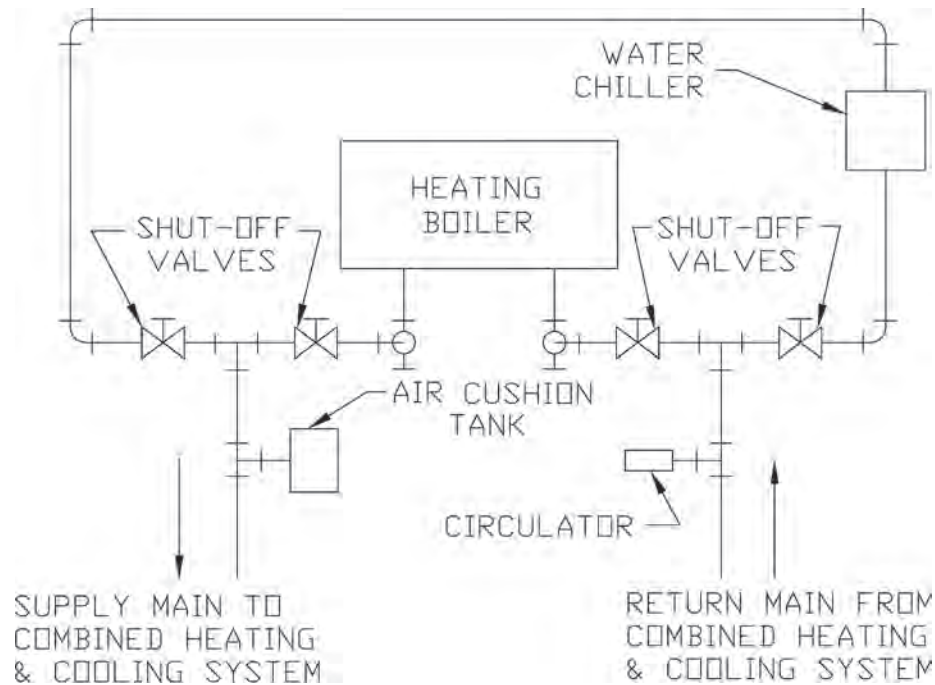 WATER
CHILLER
HEATING
BOILER
SHUT-OFF
VALVES
SHUT-OFF
VALVES
AIR CUSHION
TANK
CIRCULATOR
SUPPLY MAIN TO
COMBINED HEATING
& COOLING SYSTEM
RETURN MAIN FROM
COMBINED HEATING
& COOLING SYSTEM